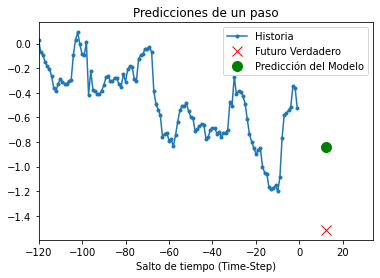 Predicciones de un paso
Historia
Futuro Verdadero
Predicción del Modelo
0.0
−0.2
−0.4
−0.6
−0.8
−1.0
−1.2
−1.4
−120 −100 −80 −60 −40 −20 0 20
Salto de tiempo (Time-Step)